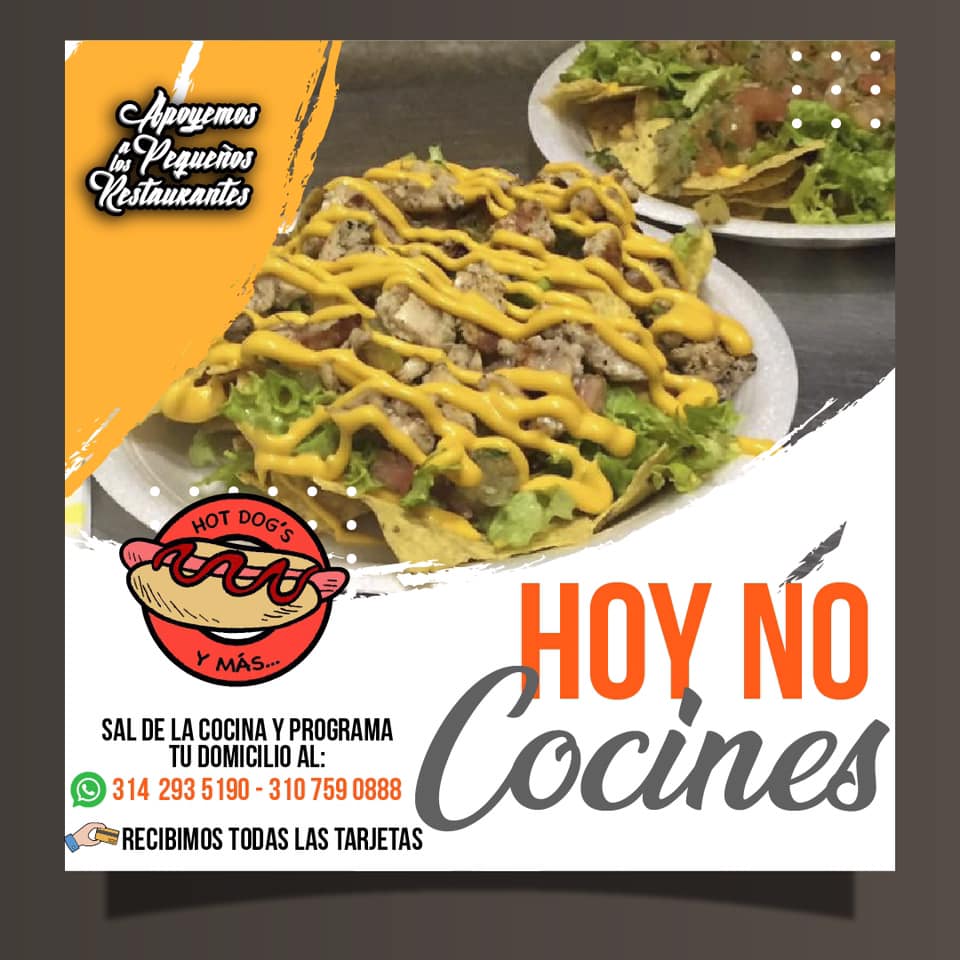 Apoyemos
a los Pequeños
Restaurantes
HOT DOG'S
Y MÁS...
HOY NO
Cocines
SAL DE LA COCINA Y PROGRAMA
TU DOMICILIO AL:
314 293 5190 - 310 759 0888
RECIBIMOS TODAS LAS TARJETAS